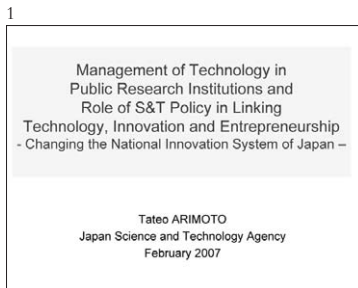 1
Management of Technology in
Public Research Institutions and
Role of S&T Policy in Linking
Technology, Innovation and Entrepreneurship
- Changing the National Innovation System of Japan –
Tateo ARIMOTO
Japan Science and Technology Agency
February 2007